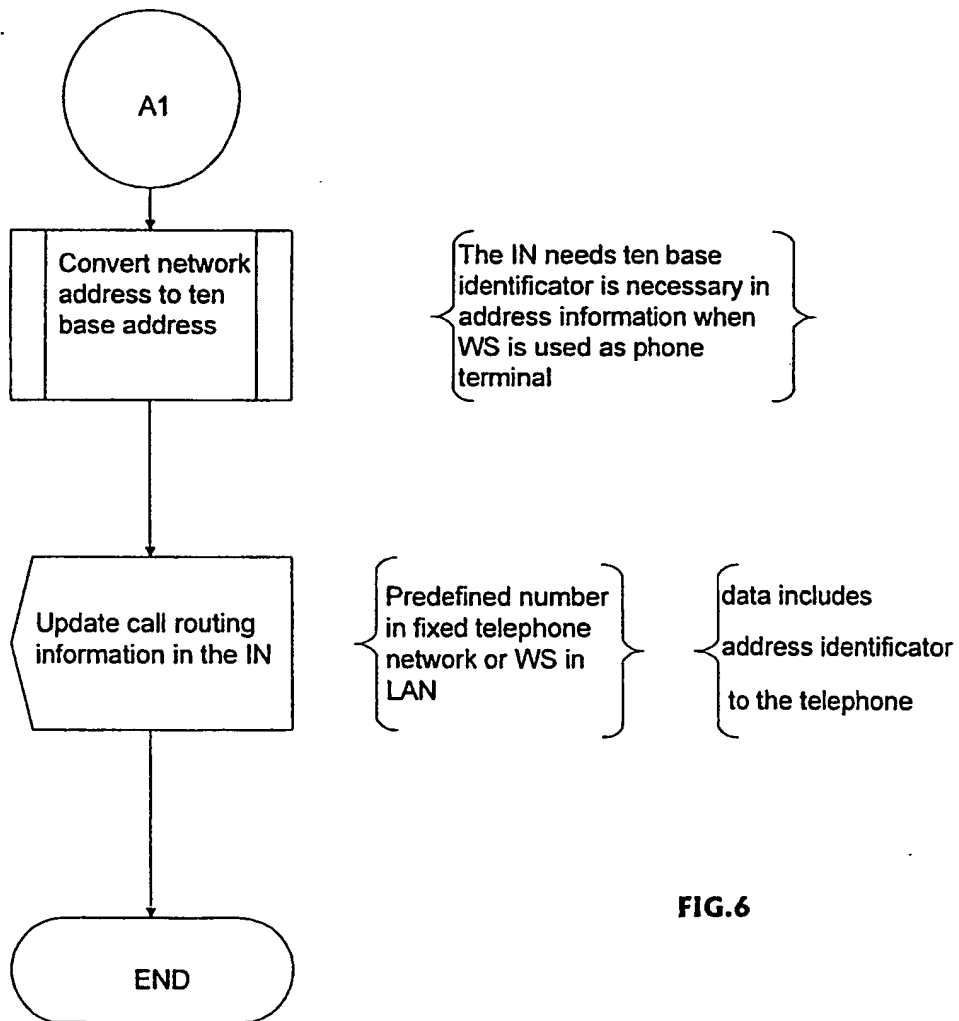 A1
Convert network
address to ten
base address
The IN needs ten base
identificator is necessary in
address information when
WS is used as phone
terminal
Update call routing
information in the IN
Predefined number
in fixed telephone
network or WS in
LAN
data includes
address identificator
to the telephone
FIG.6
END